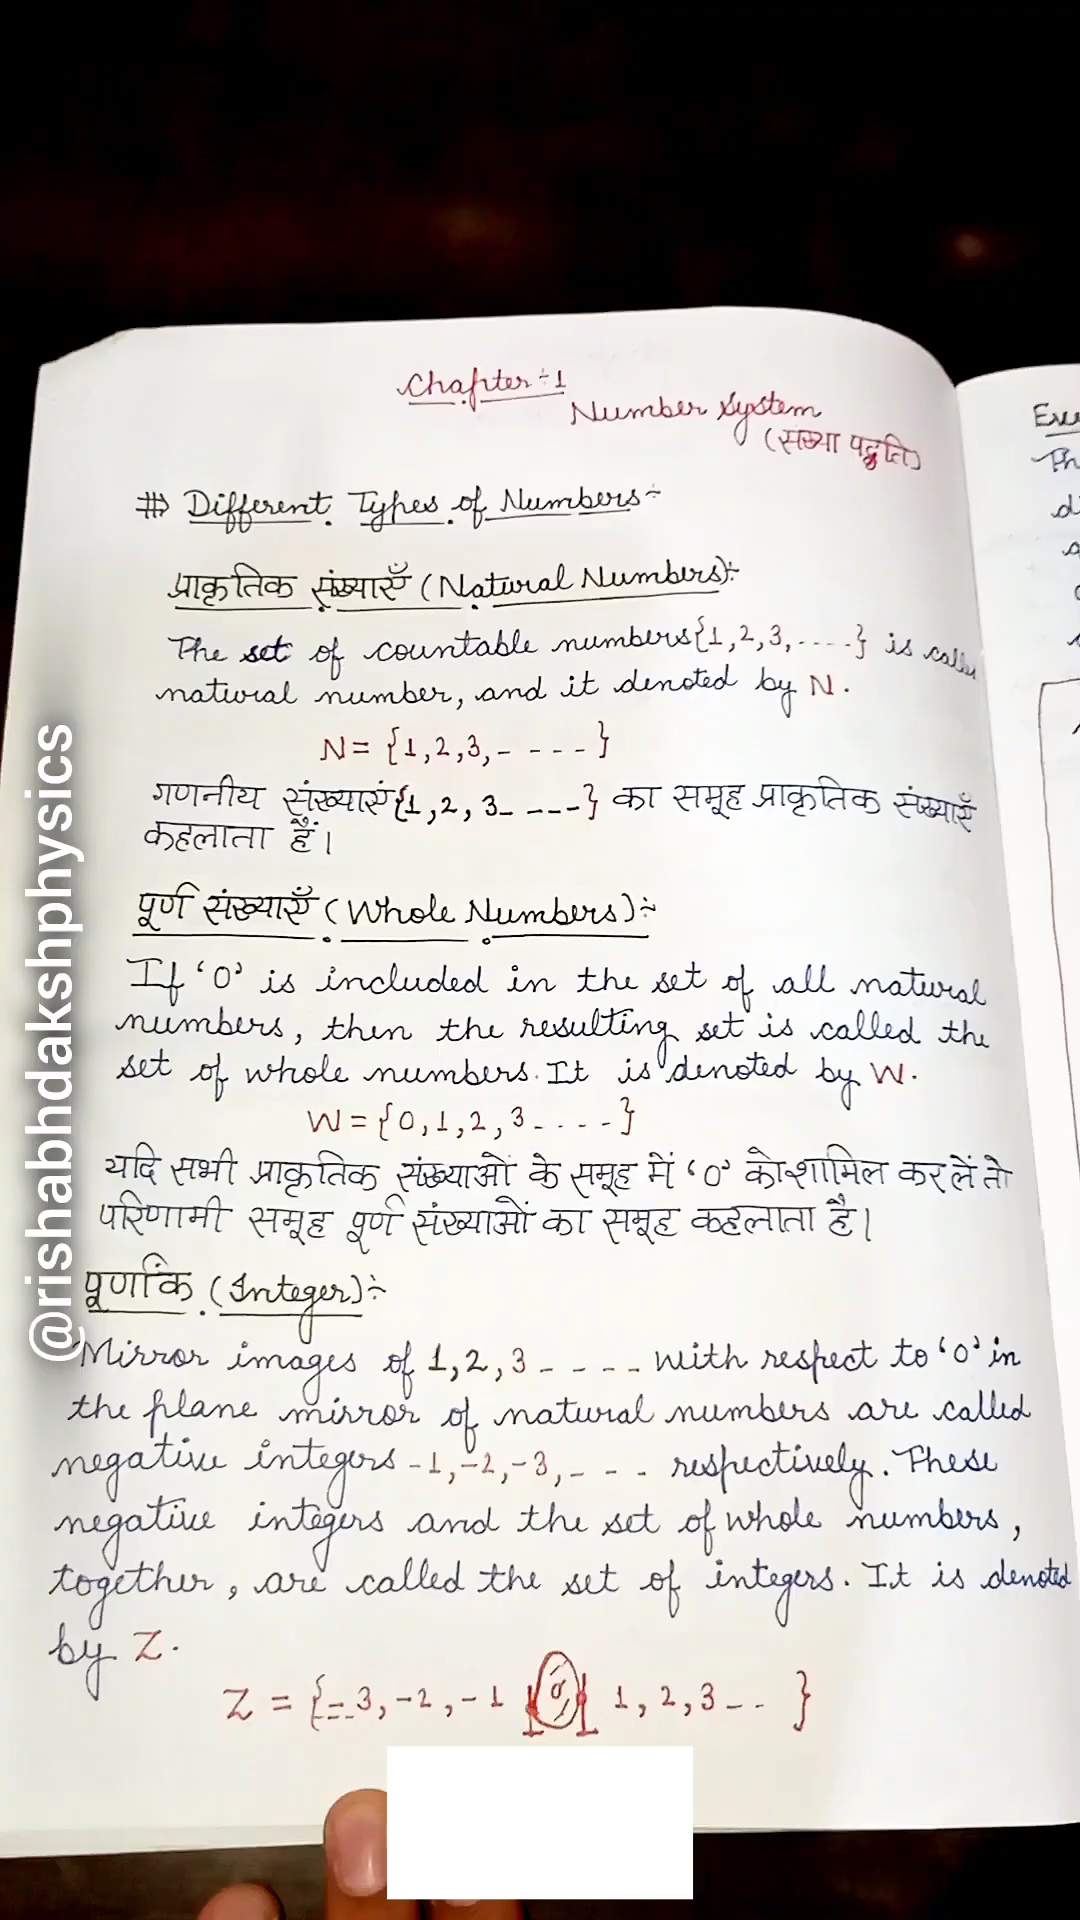 Chapter ÷ 1
Number System
(संख्या पद्धति)
#⇒ Different Types of Numbers ÷
प्राकृतिक संख्याएँ (Natural Numbers) ÷
The set of countable numbers {1, 2, 3, .....} is called
natural number, and it denoted by N.
N = {1, 2, 3, - - - - -}
गणनीय संख्याएं {1, 2, 3- - - - -} का समूह प्राकृतिक संख्याएँ
कहलाता हैं।
पूर्ण संख्याएँ (Whole Numbers) ÷
If '0' is included in the set of all natural
numbers, then the resulting set is called the
set of whole numbers. It is denoted by W.
W = {0, 1, 2, 3 - - - - -}
यदि सभी प्राकृतिक संख्याओं के समूह में '0' को शामिल कर लें तो
परिणामी समूह पूर्ण संख्याओं का समूह कहलाता है।
पूर्णांक (Integer) ÷
Mirror images of 1, 2, 3 - - - - - with respect to '0' in
the plane mirror of natural numbers are called
negative integers -1, -2, -3, - - - respectively. These
negative integers and the set of whole numbers,
together, are called the set of integers. It is denoted
by Z.
Z = {- - -3, -2, -1 0 1, 2, 3 - - }
@rishabhdakshphysics